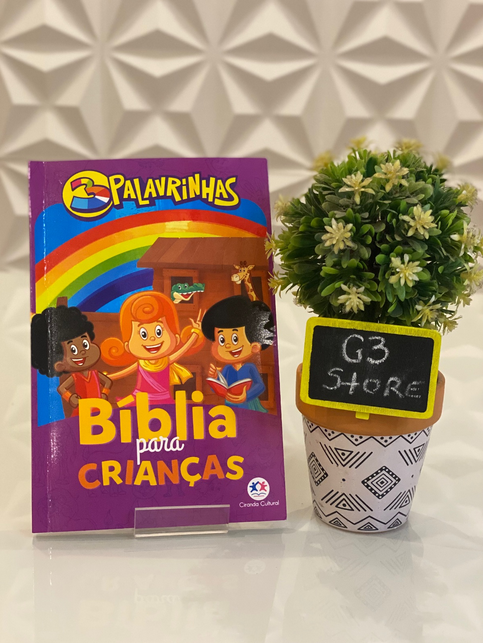 3 PALAVRINHAS
Bíblia
para
CRIANÇAS
Ciranda Cultural
G3
STORE